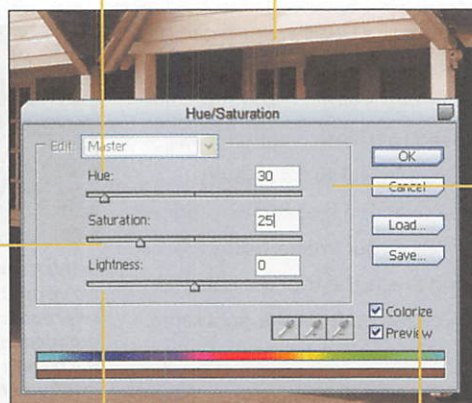 Hue/Saturation
Edit: Master
Hue: 30
Saturation: 25
Lightness: 0
OK
Cancel
Load...
Save...
Colorize
Preview